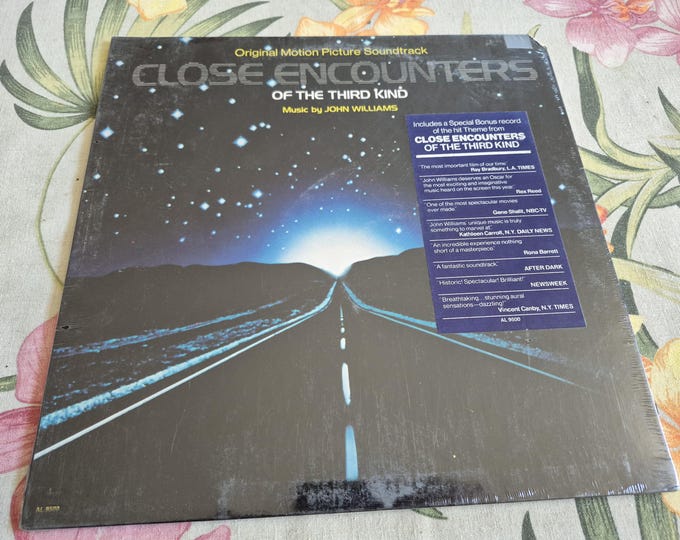 Original Motion Picture Soundtrack
CLOSE ENCOUNTERS
OF THE THIRD KIND
Music by JOHN WILLIAMS
Includes a Special Bonus record
of the hit Theme from
CLOSE ENCOUNTERS
OF THE THIRD KIND
"The most important film of our time."
Ray Bradbury, L.A. TIMES
"John Williams deserves an Oscar for
the most exciting and imaginative
music heard on the screen this year."
Rex Reed
"One of the most spectacular movies
ever made."
Gene Shalit, NBC-TV
"John Williams' unique music is truly
something to marvel at."
Kathleen Carroll, N.Y. DAILY NEWS
"An incredible experience nothing
short of a masterpiece."
Rona Barrett
"A fantastic soundtrack."
AFTER DARK
"Historic! Spectacular! Brilliant!"
NEWSWEEK
"Breathtaking...stunning aural
sensations—dazzling!"
Vincent Canby, N.Y. TIMES
AL 9500
AL 9500